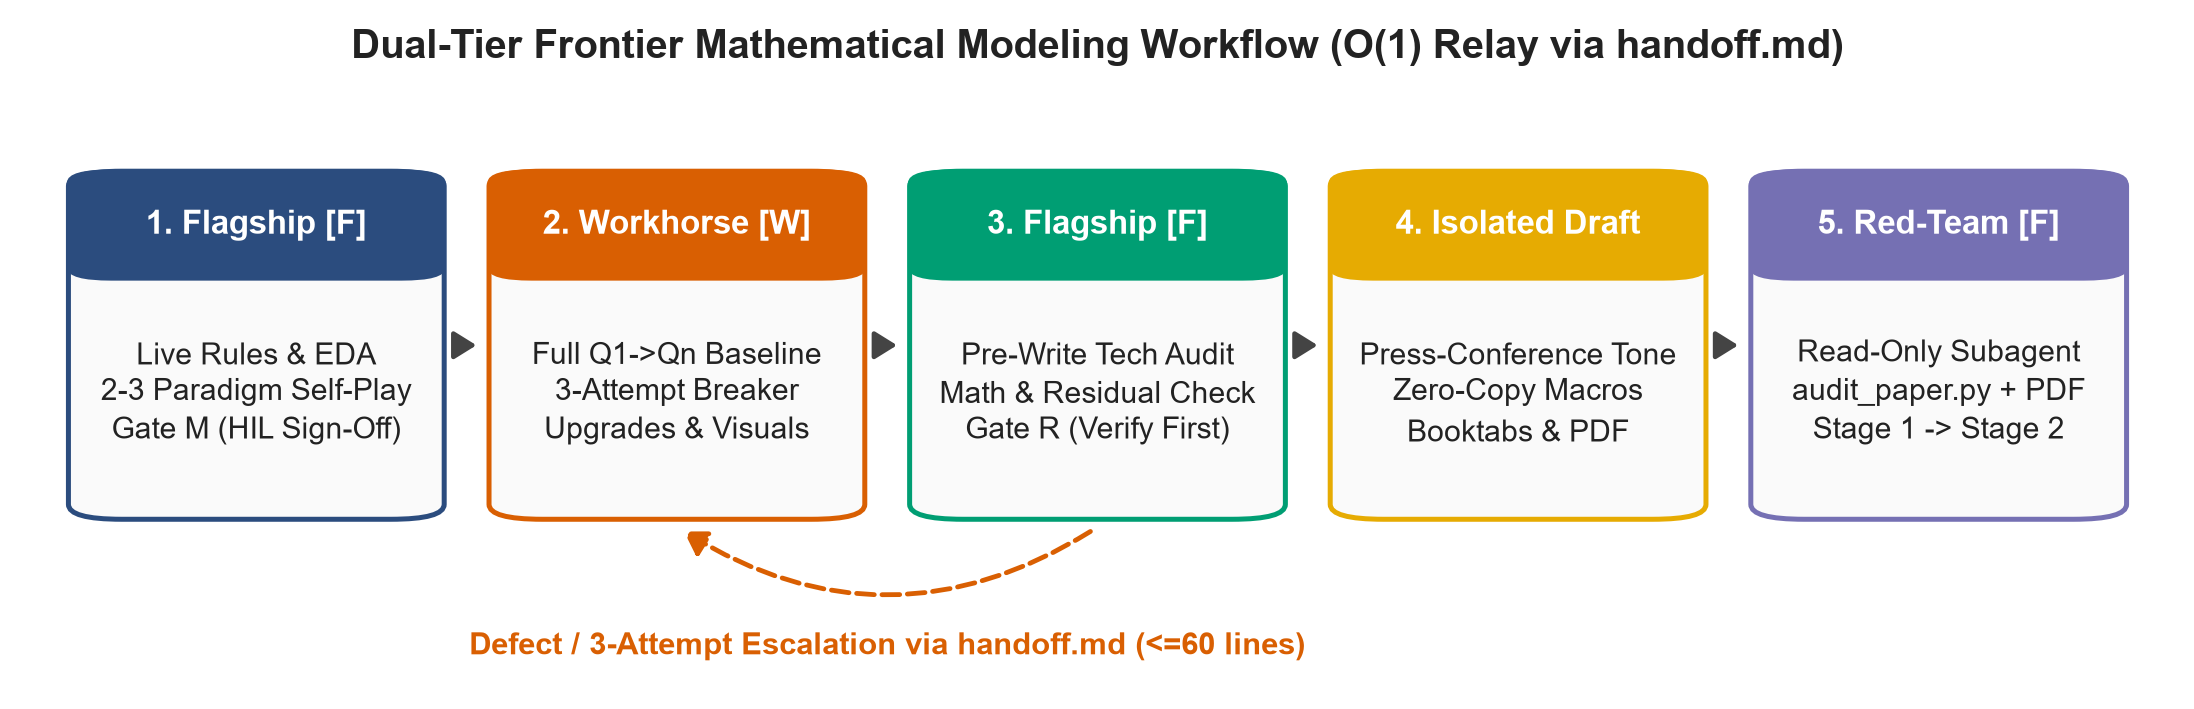 Dual-Tier Frontier Mathematical Modeling Workflow (O(1) Relay via handoff.md)
1. Flagship [F]
Live Rules & EDA
2-3 Paradigm Self-Play
Gate M (HIL Sign-Off)
2. Workhorse [W]
Full Q1->Qn Baseline
3-Attempt Breaker
Upgrades & Visuals
3. Flagship [F]
Pre-Write Tech Audit
Math & Residual Check
Gate R (Verify First)
4. Isolated Draft
Press-Conference Tone
Zero-Copy Macros
Booktabs & PDF
5. Red-Team [F]
Read-Only Subagent
audit_paper.py + PDF
Stage 1 -> Stage 2
Defect / 3-Attempt Escalation via handoff.md (<=60 lines)